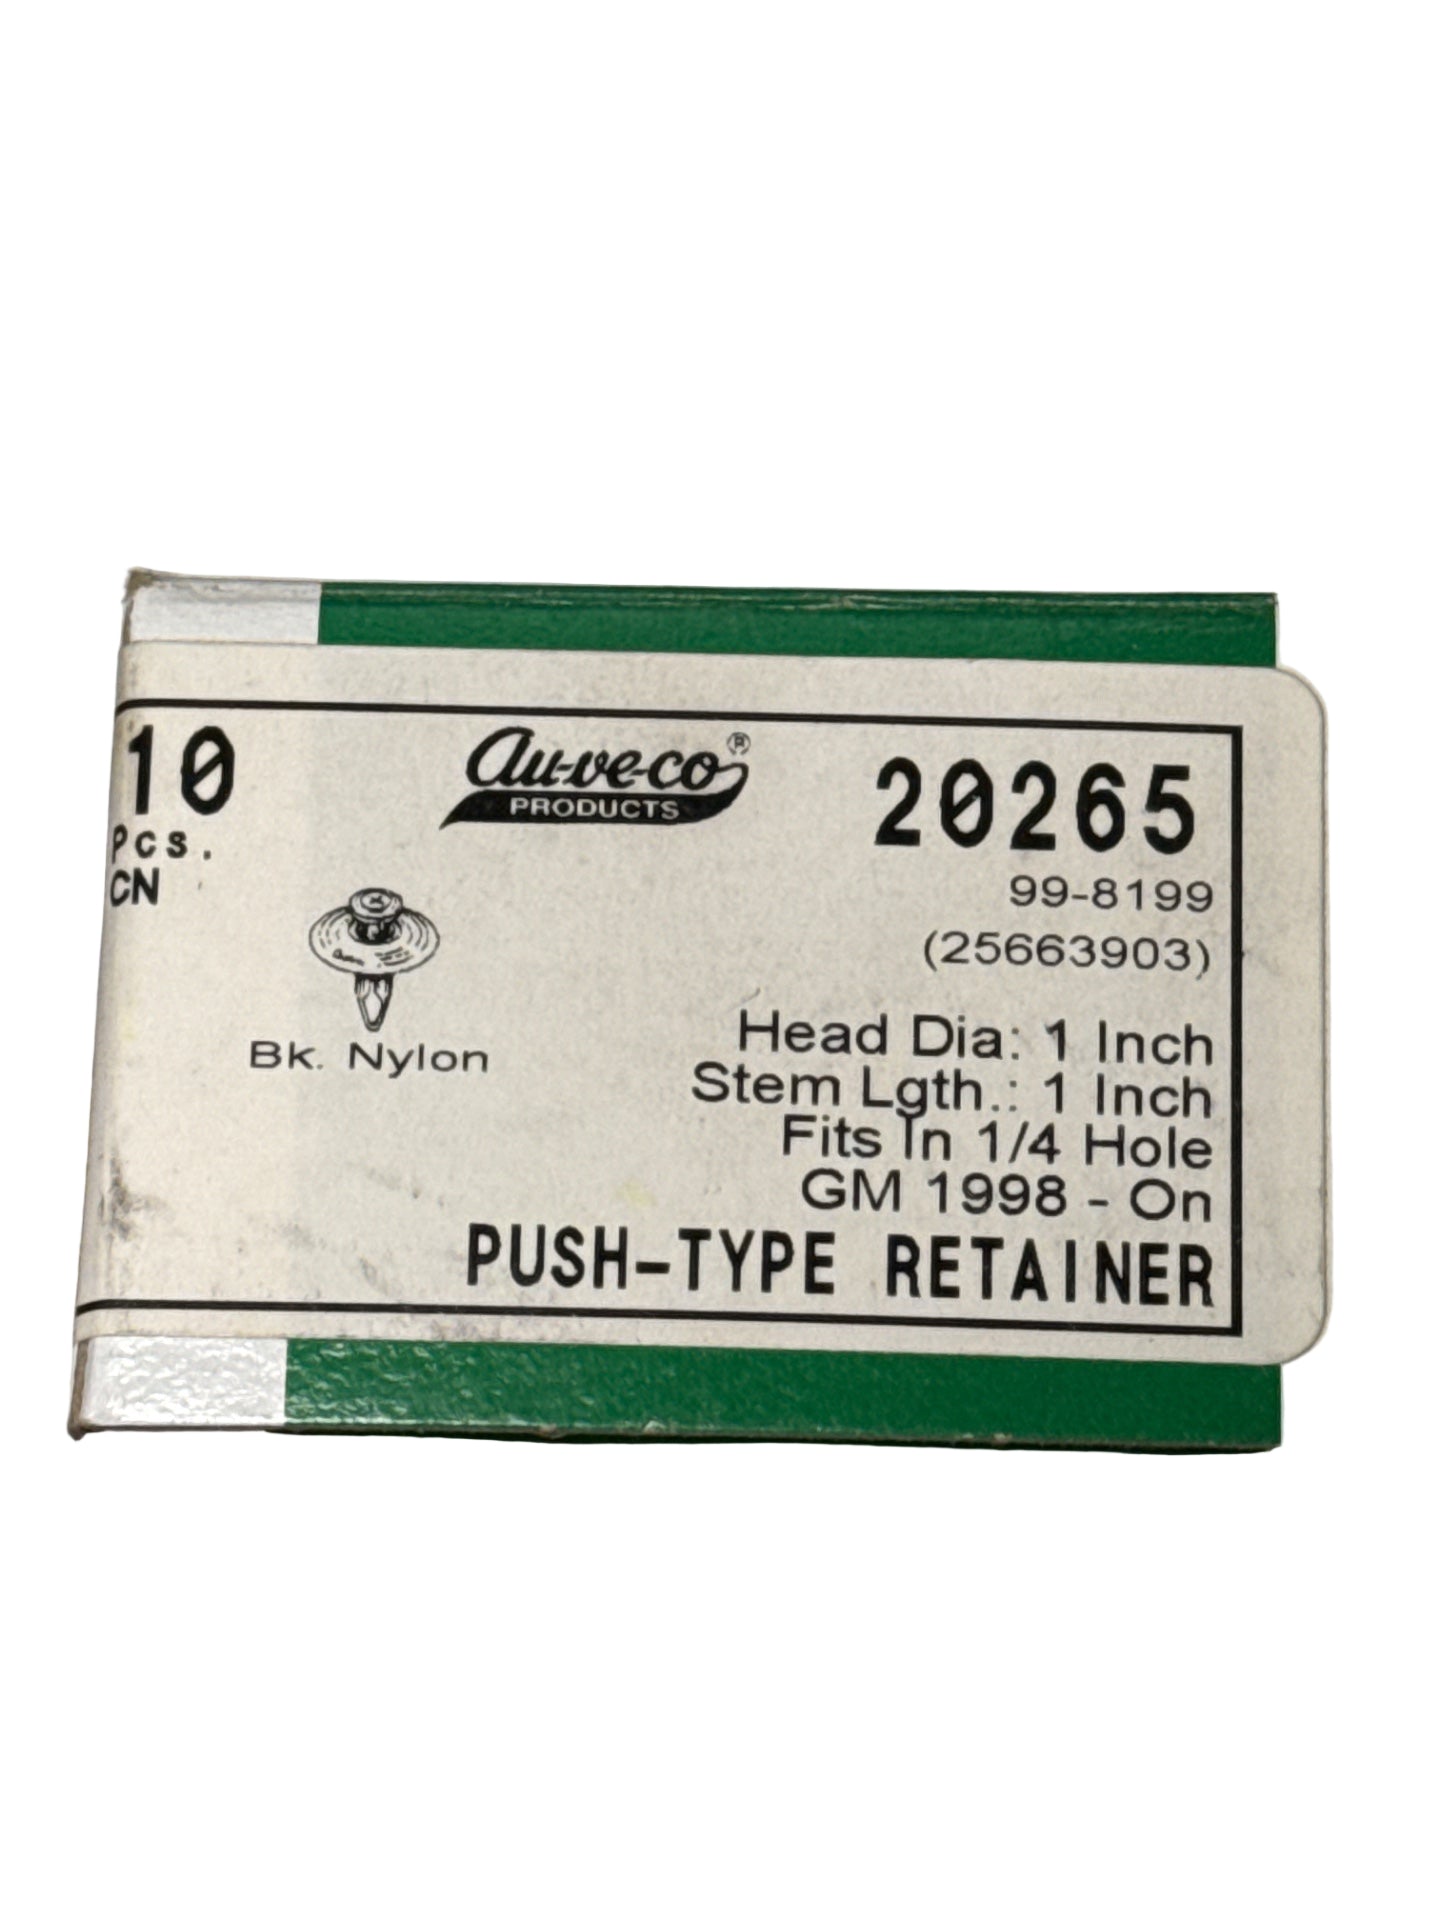 10
Pcs.
CN
au-ve-co®
PRODUCTS
20265
99-8199
(25663903)
Bk. Nylon
Head Dia: 1 Inch
Stem Lgth.: 1 Inch
Fits In 1/4 Hole
GM 1998 - On
PUSH-TYPE RETAINER